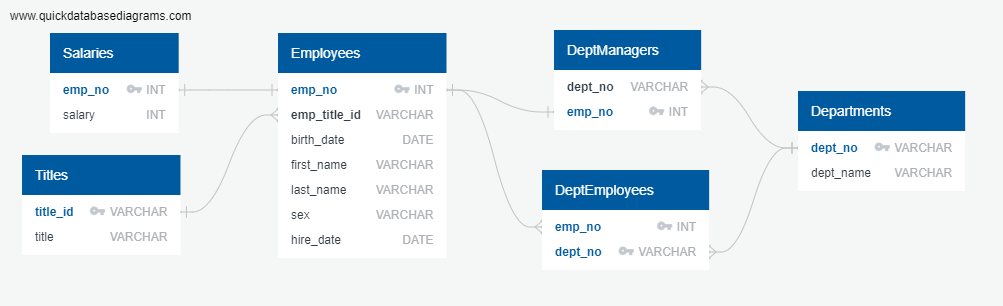 www.quickdatabasediagrams.com
Salaries
emp_no INT
salary INT
Titles
title_id VARCHAR
title VARCHAR
Employees
emp_no INT
emp_title_id VARCHAR
birth_date DATE
first_name VARCHAR
last_name VARCHAR
sex VARCHAR
hire_date DATE
DeptManagers
dept_no VARCHAR
emp_no INT
DeptEmployees
emp_no INT
dept_no VARCHAR
Departments
dept_no VARCHAR
dept_name VARCHAR